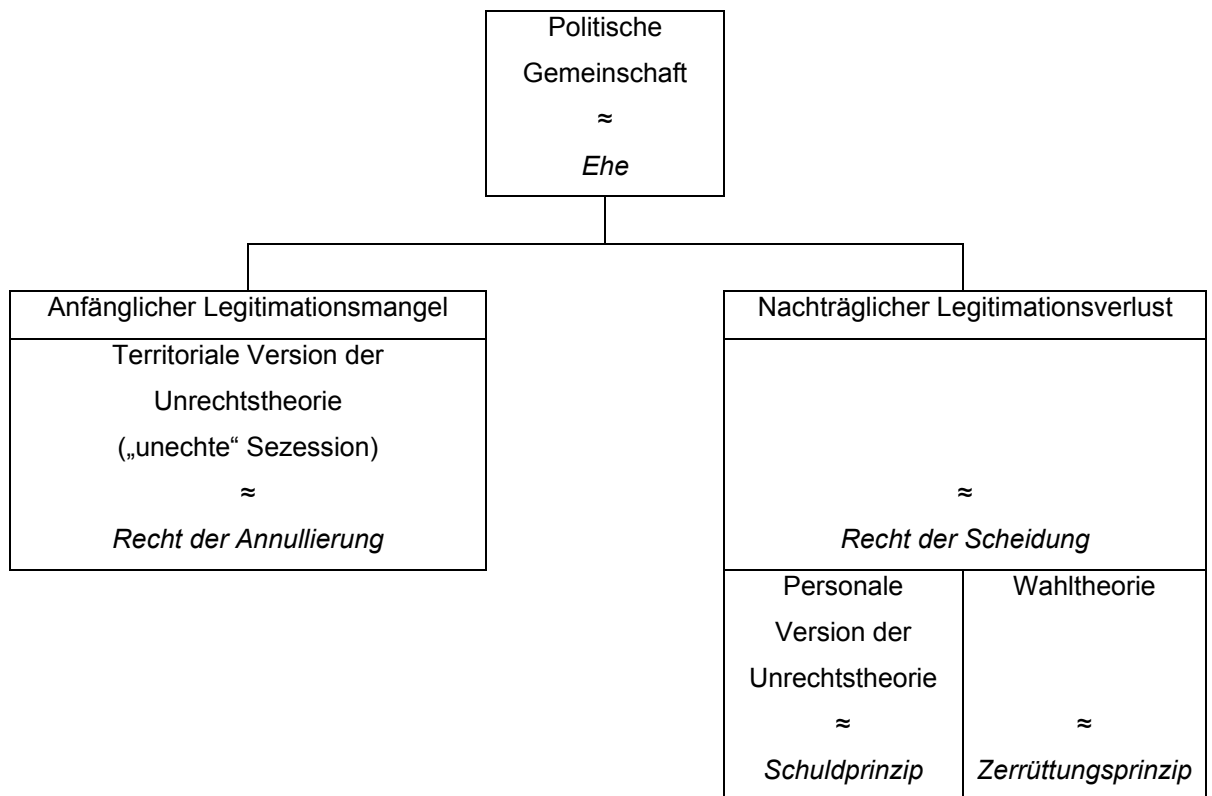 Politische
Gemeinschaft
≈
Ehe
Anfänglicher Legitimationsmangel
Territoriale Version der
Unrechtstheorie
(„unechte“ Sezession)
≈
Recht der Annullierung
Nachträglicher Legitimationsverlust
≈
Recht der Scheidung
Personale
Version der
Unrechtstheorie
≈
Schuldprinzip
Wahltheorie
≈
Zerrüttungsprinzip